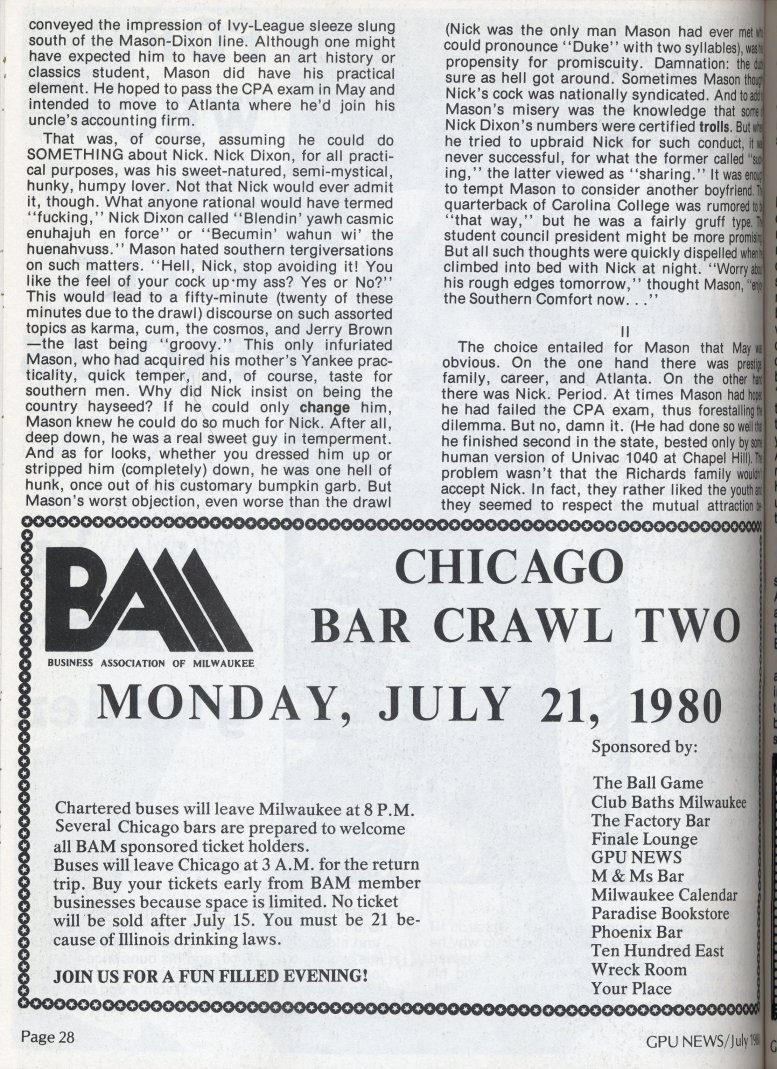 conveyed the impression of Ivy-League sleeze slung
south of the Mason-Dixon line. Although one might
have expected him to have been an art history or
classics student, Mason did have his practical
element. He hoped to pass the CPA exam in May and
intended to move to Atlanta where he'd join his
uncle's accounting firm.
That was, of course, assuming he could do
SOMETHING about Nick. Nick Dixon, for all practi-
cal purposes, was his sweet-natured, semi-mystical,
hunky, humpy lover. Not that Nick would ever admit
it, though. What anyone rational would have termed
"fucking," Nick Dixon called "Blendin' yawh casmic
enuhajuh en force" or "Becumin' wahun wi' the
huenahvuss." Mason hated southern tergiversations
on such matters. "Hell, Nick, stop avoiding it! You
like the feel of your cock up my ass? Yes or No?"
This would lead to a fifty-minute (twenty of these
minutes due to the drawl) discourse on such assorted
topics as karma, cum, the cosmos, and Jerry Brown
—the last being "groovy." This only infuriated
Mason, who had acquired his mother's Yankee prac-
ticality, quick temper, and, of course, taste for
southern men. Why did Nick insist on being the
country hayseed? If he could only change him,
Mason knew he could do so much for Nick. After all,
deep down, he was a real sweet guy in temperment.
And as for looks, whether you dressed him up or
stripped him (completely) down, he was one hell of
hunk, once out of his customary bumpkin garb. But
Mason's worst objection, even worse than the drawl
(Nick was the only man Mason had ever met
could pronounce "Duke" with two syllables), was
propensity for promiscuity. Damnation: the
sure as hell got around. Sometimes Mason
Nick's cock was nationally syndicated. And to
Mason's misery was the knowledge that some
Nick Dixon's numbers were certified trolls. But
he tried to upbraid Nick for such conduct, it
never successful, for what the former called
ing," the latter viewed as "sharing." It was
to tempt Mason to consider another boyfriend.
quarterback of Carolina College was rumored
"that way," but he was a fairly gruff type.
student council president might be more
But all such thoughts were quickly dispelled when
climbed into bed with Nick at night. "Worry
his rough edges tomorrow," thought Mason,
the Southern Comfort now. . ."
II
The choice entailed for Mason that May
obvious. On the one hand there was
family, career, and Atlanta. On the other
there was Nick. Period. At times Mason had
he had failed the CPA exam, thus forestalling
dilemma. But no, damn it. (He had done so well
he finished second in the state, bested only by
human version of Univac 1040 at Chapel Hill).
problem wasn't that the Richards family
accept Nick. In fact, they rather liked the youth
they seemed to respect the mutual attraction
BAM
BUSINESS ASSOCIATION OF MILWAUKEE
CHICAGO
BAR CRAWL TWO
MONDAY, JULY 21, 1980
Chartered buses will leave Milwaukee at 8 P.M.
Several Chicago bars are prepared to welcome
all BAM sponsored ticket holders.
Buses will leave Chicago at 3 A.M. for the return
trip. Buy your tickets early from BAM member
businesses because space is limited. No ticket
will be sold after July 15. You must be 21 be-
cause of Illinois drinking laws.
JOIN US FOR A FUN FILLED EVENING!
Sponsored by:
The Ball Game
Club Baths Milwaukee
The Factory Bar
Finale Lounge
GPU NEWS
M & Ms Bar
Milwaukee Calendar
Paradise Bookstore
Phoenix Bar
Ten Hundred East
Wreck Room
Your Place
Page 28
GPU NEWS/July